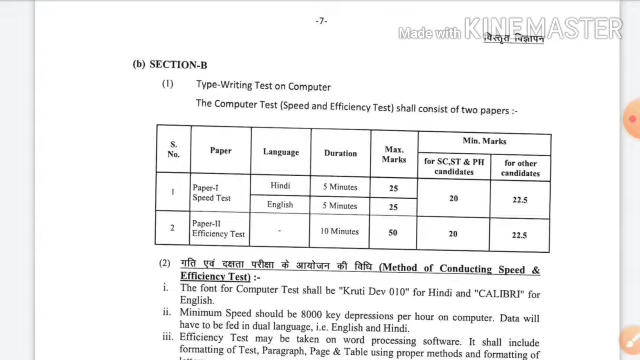 -7-
Made with KINEMASTER
विस्तृत विज्ञापन
(b) SECTION-B
(1) Type-Writing Test on Computer
The Computer Test (Speed and Efficiency Test) shall consist of two papers :-
S. No. Paper Language Duration Max. Marks Min. Marks
for SC,ST & PH candidates for other candidates
1 Paper-I Speed Test Hindi 5 Minutes 25 20 22.5
English 5 Minutes 25
2 Paper-II Efficiency Test - 10 Minutes 50 20 22.5
(2) गति एवं दक्षता परीक्षा के आयोजन की विधि (Method of Conducting Speed &
Efficiency Test) :-
i. The font for Computer Test shall be "Kruti Dev 010" for Hindi and "CALIBRI" for
English.
ii. Minimum Speed should be 8000 key depressions per hour on computer. Data will
have to be fed in dual language, i.e. English and Hindi.
iii. Efficiency Test may be taken on word processing software. It shall include
formatting of Test, Paragraph, Page & Table using proper methods and formatting of